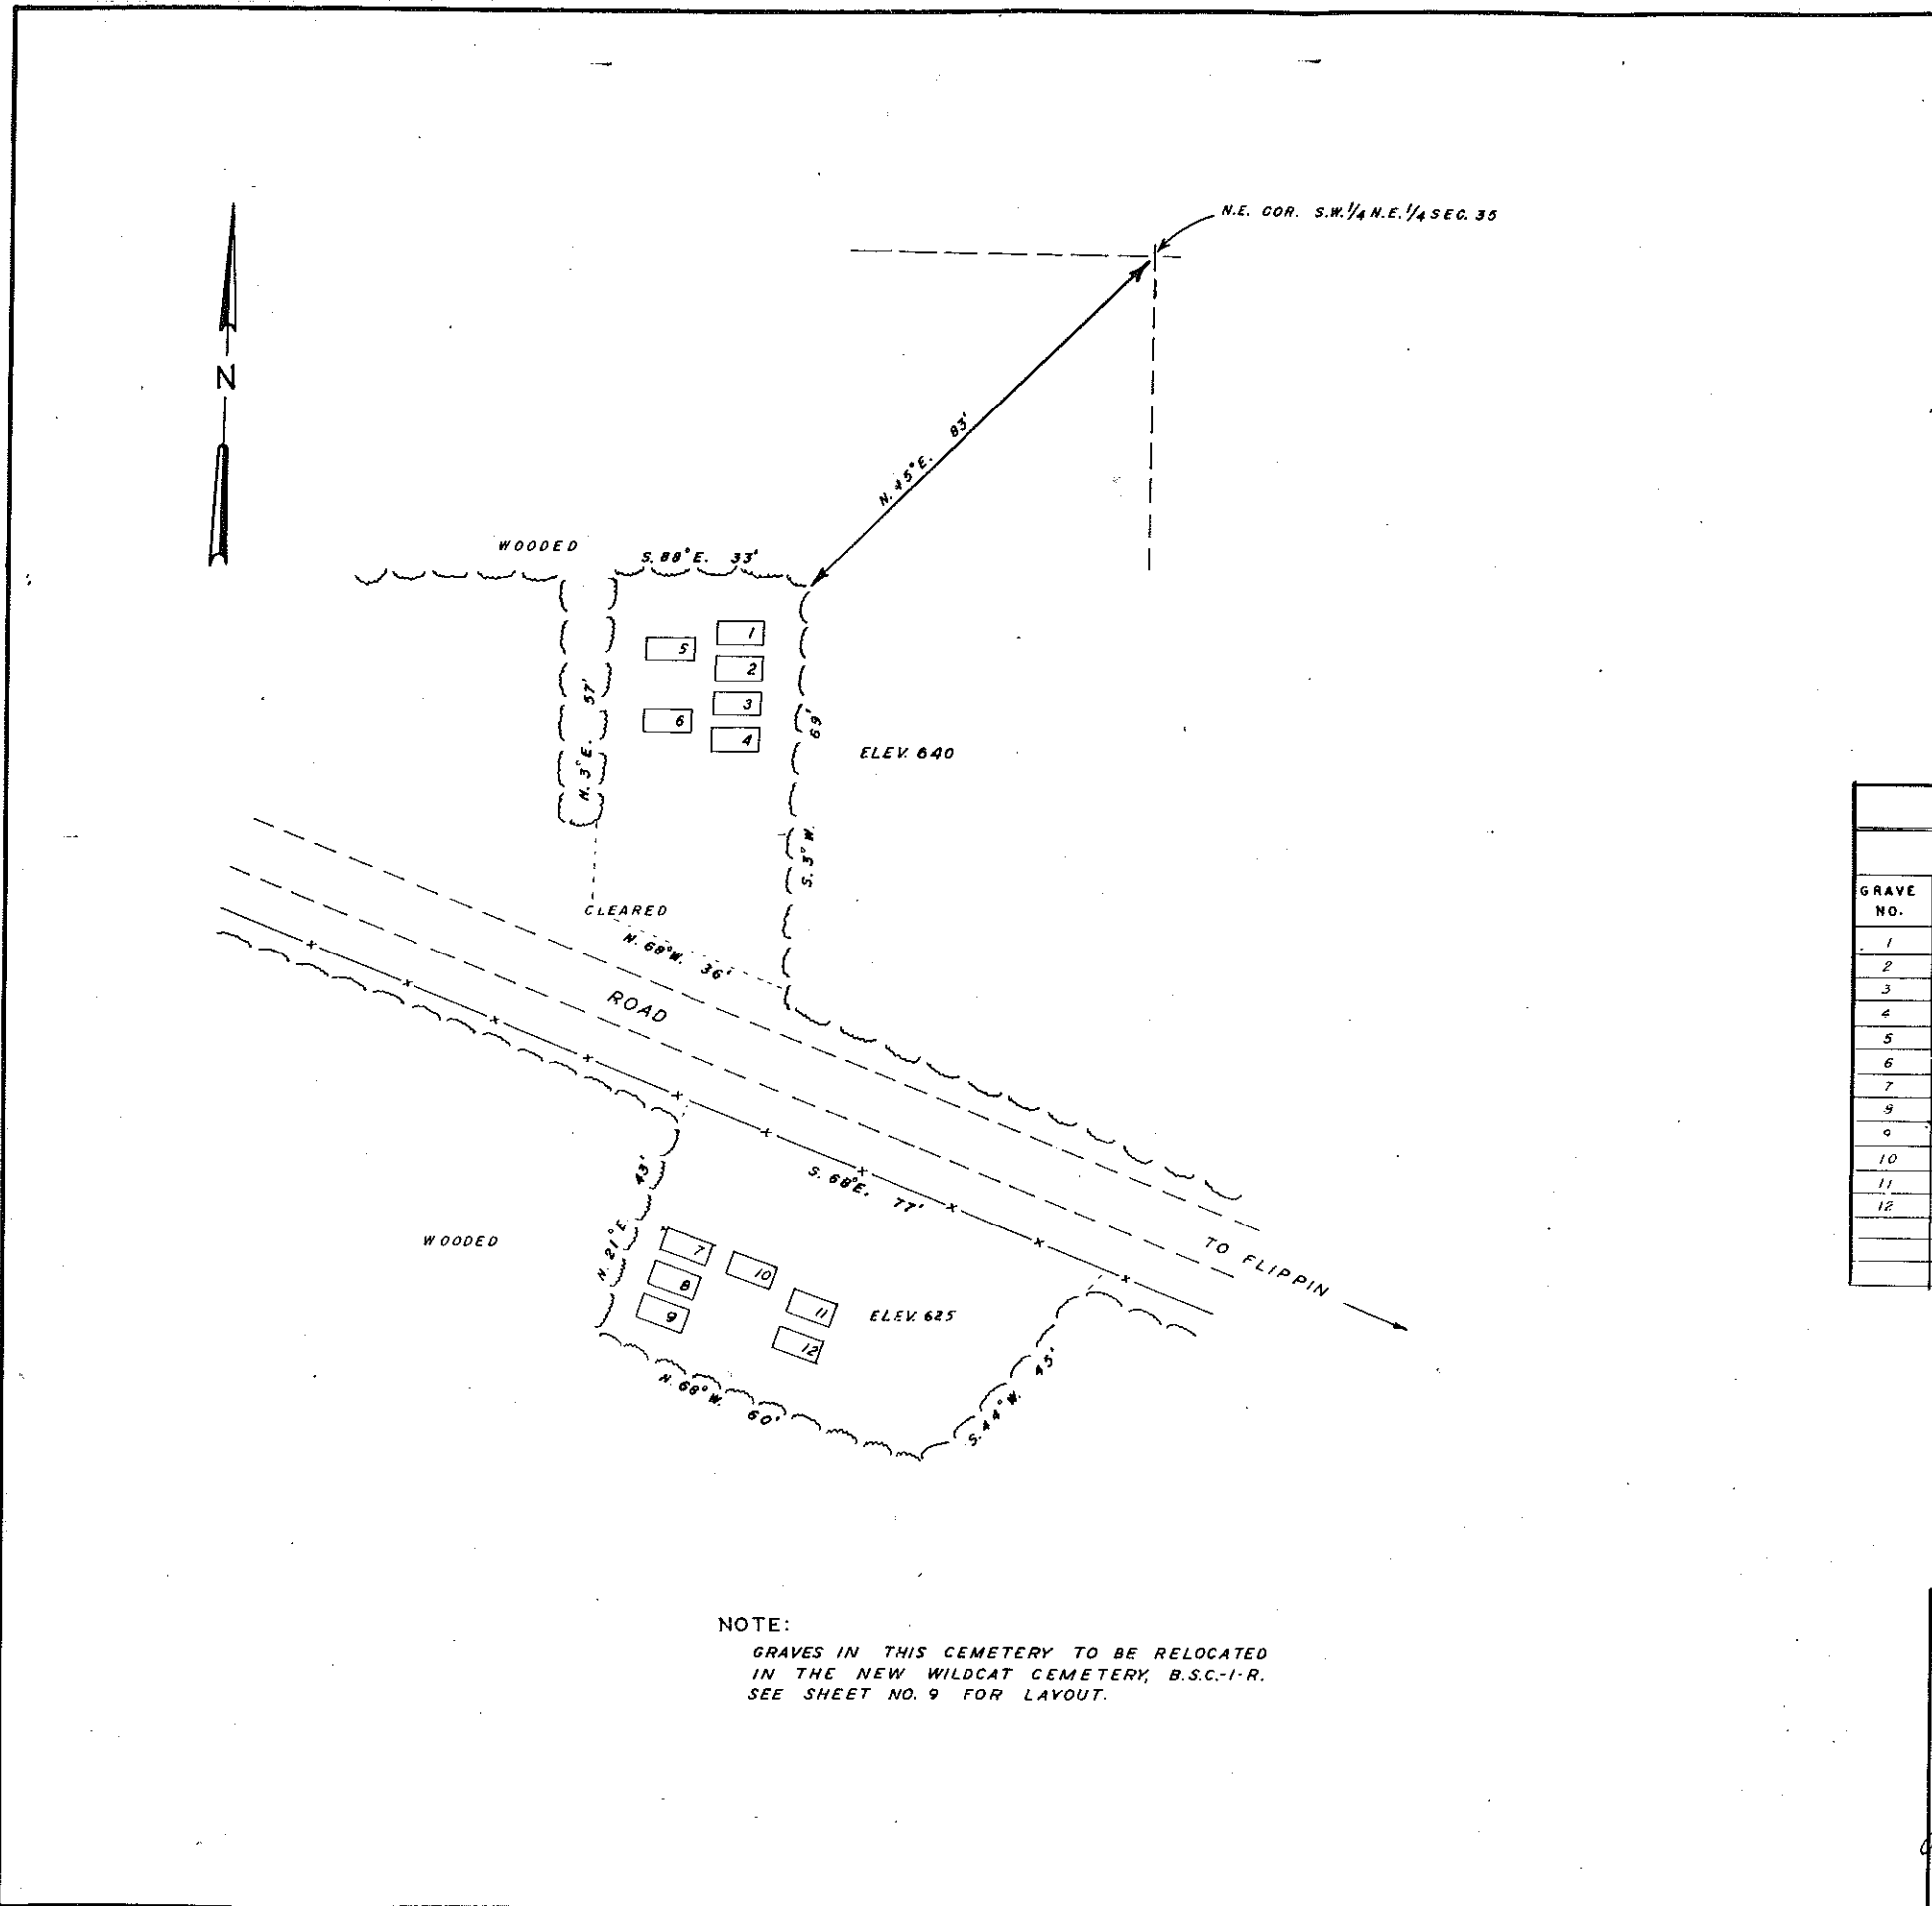 N.E. COR. S.W.1/4 N.E.1/4 SEC. 35
N
N. 45° E. 83'
WOODED
S. 88° E. 33'
1
5
2
3
6
4
N. 3° E. 57'
69'
S. 3° W.
ELEV. 640
CLEARED
N. 68° W. 36'
ROAD
43'
N. 21° E.
S. 68° E. 77'
WOODED
TO FLIPPIN
7
10
8
11
9
12
ELEV. 625
N. 68° W. 60'
S. 44° W. 45'
GRAVE
NO.
1
2
3
4
5
6
7
8
9
10
11
12
NOTE:
GRAVES IN THIS CEMETERY TO BE RELOCATED
IN THE NEW WILDCAT CEMETERY, B.S.C.-1-R.
SEE SHEET NO. 9 FOR LAYOUT.